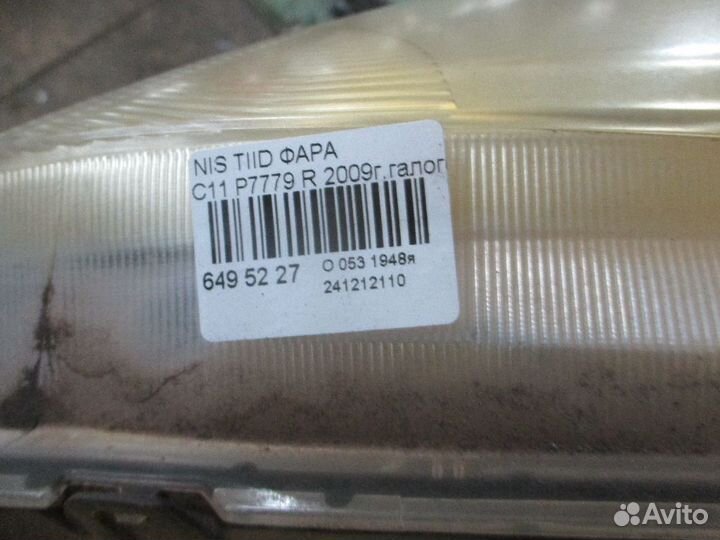 NIS TIID ФАРА
C11 P7779 R 2009г.галог
649 52 27
O 053 1948я
241212110
Avito